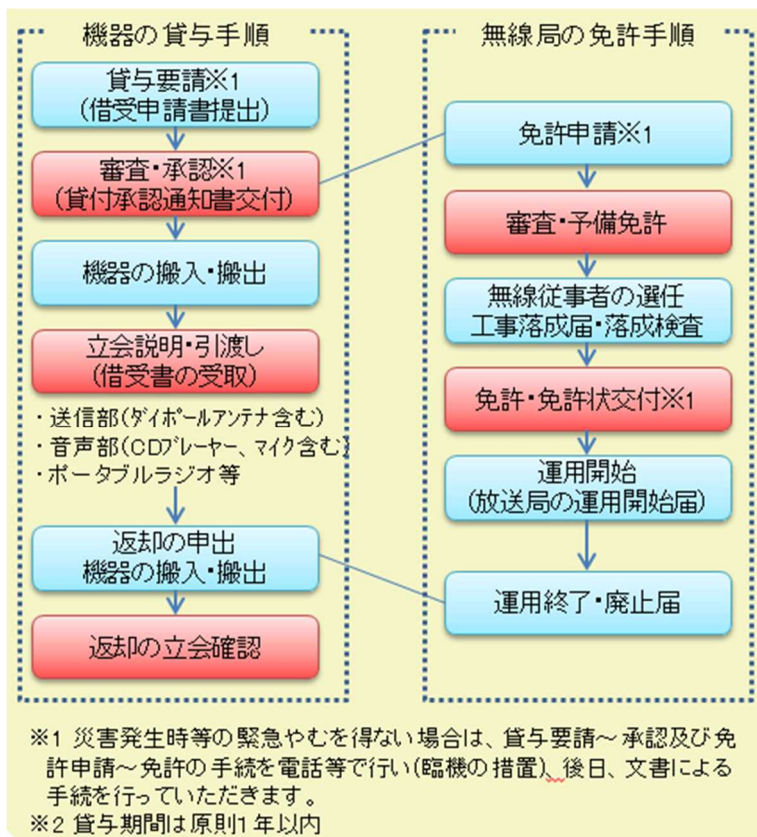 機器の貸与手順
貸与要請※1
(借受申請書提出)
審査・承認※1
(貸付承認通知書交付)
機器の搬入・搬出
立会説明・引渡し
(借受書の受取)
・送信部(ダイポールアンテナ含む)
・音声部(CDプレーヤー、マイク含む)
・ポータブルラジオ等
返却の申出
機器の搬入・搬出
返却の立会確認
無線局の免許手順
免許申請※1
審査・予備免許
無線従事者の選任
工事落成届・落成検査
免許・免許状交付※1
運用開始
(放送局の運用開始届)
運用終了・廃止届
※1 災害発生時等の緊急やむを得ない場合は、貸与要請～承認及び免
許申請～免許の手続を電話等で行い(臨機の措置)、後日、文書による
手続を行っていただきます。
※2 貸与期間は原則1年以内